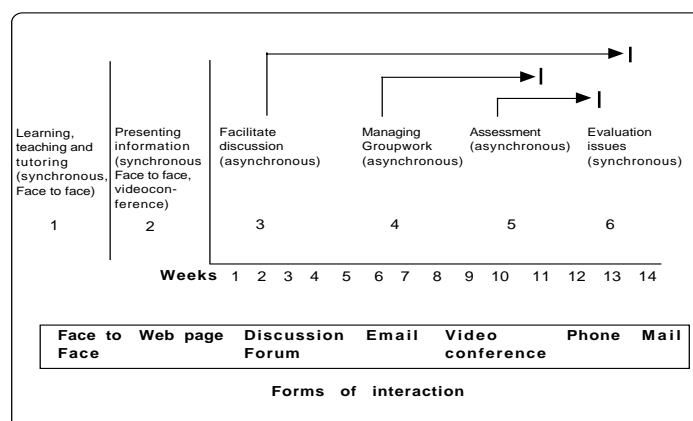 Learning,
teaching and
tutoring
(synchronous,
Face to face)
Presenting
information
(synchronous
Face to face,
videocon-
ference)
Facilitate
discussion
(asynchronous)
Managing
Groupwork
(asynchronous)
Assessment
(asynchronous)
Evaluation
issues
(synchronous)
1 2 3 4 5 6
Weeks 1 2 3 4 5 6 7 8 9 10 11 12 13 14
Face to
Face
Web page
Discussion
Forum
Email
Video
conference
Phone
Mail
Forms of interaction